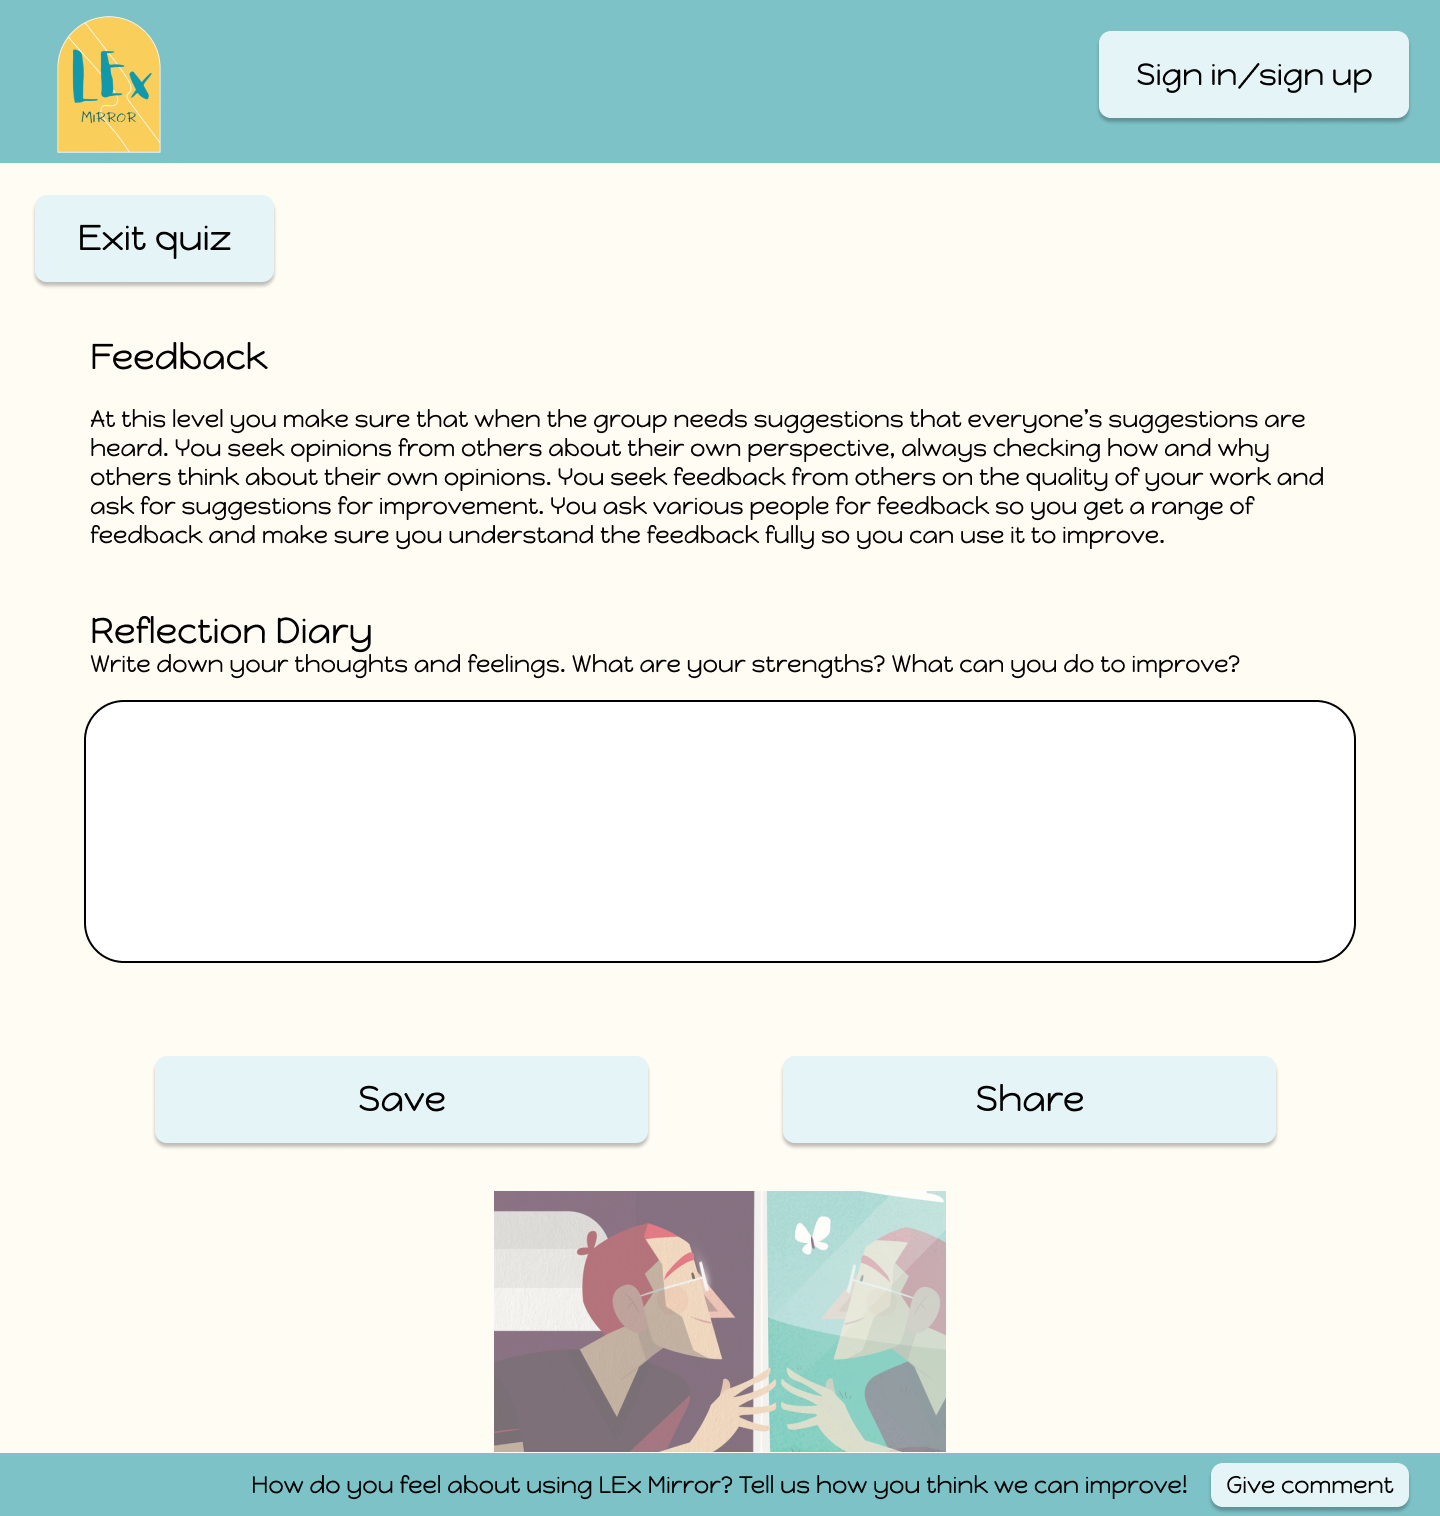 LEx
MIRROR
Sign in/sign up
Exit quiz
Feedback
At this level you make sure that when the group needs suggestions that everyone’s suggestions are
heard. You seek opinions from others about their own perspective, always checking how and why
others think about their own opinions. You seek feedback from others on the quality of your work and
ask for suggestions for improvement. You ask various people for feedback so you get a range of
feedback and make sure you understand the feedback fully so you can use it to improve.
Reflection Diary
Write down your thoughts and feelings. What are your strengths? What can you do to improve?
Save
Share
How do you feel about using LEx Mirror? Tell us how you think we can improve!
Give comment